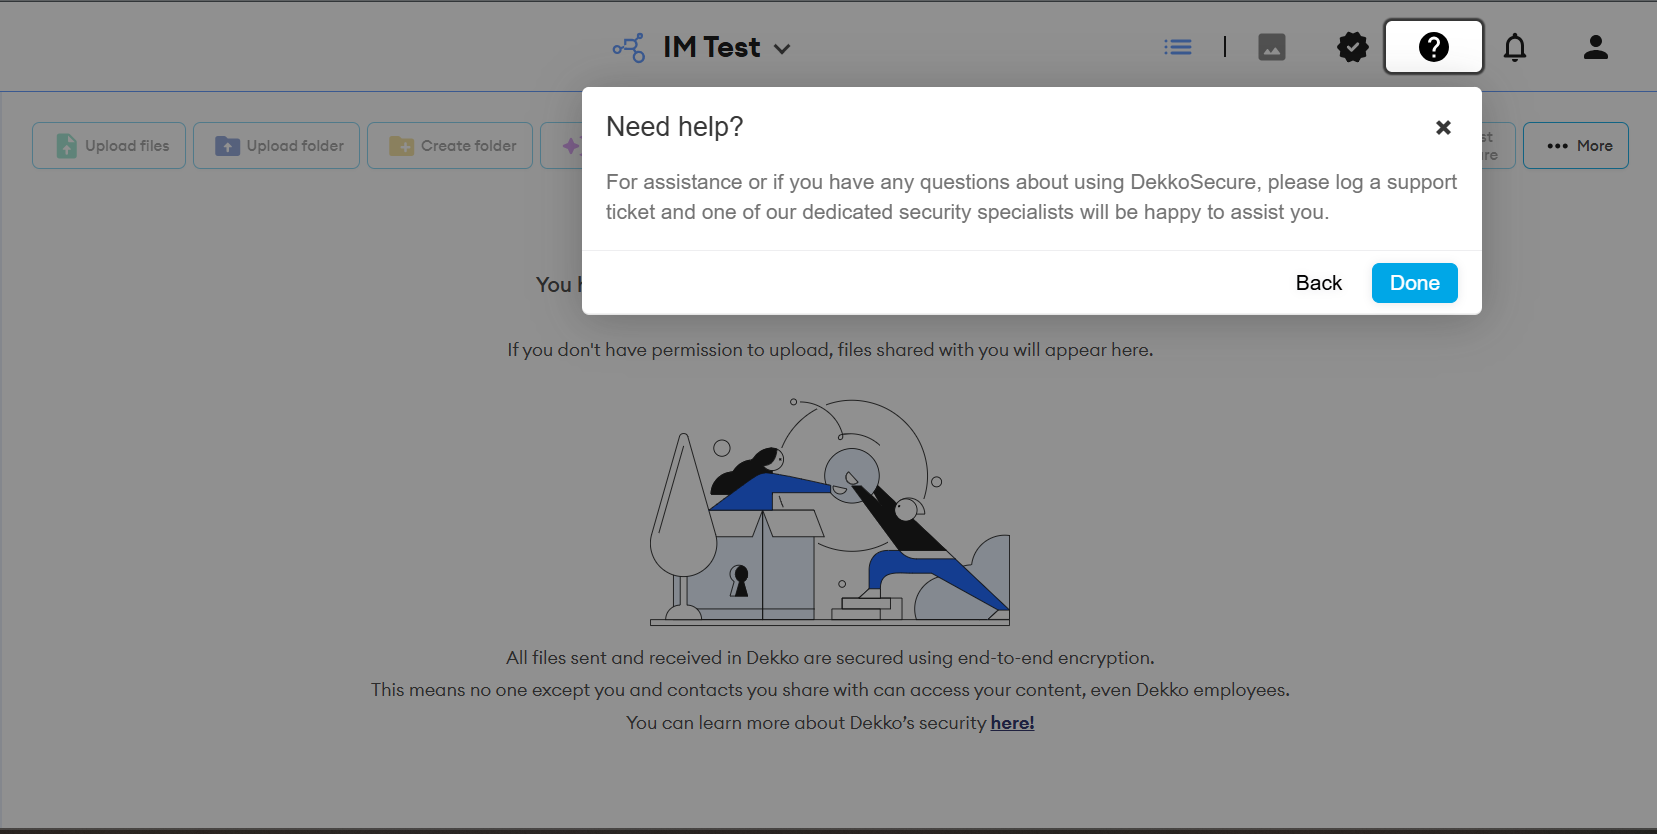 IM Test
Upload files
Upload folder
Create folder
More
Need help?
For assistance or if you have any questions about using DekkoSecure, please log a support
ticket and one of our dedicated security specialists will be happy to assist you.
Back
Done
You
If you don't have permission to upload, files shared with you will appear here.
All files sent and received in Dekko are secured using end-to-end encryption.
This means no one except you and contacts you share with can access your content, even Dekko employees.
You can learn more about Dekko’s security here!